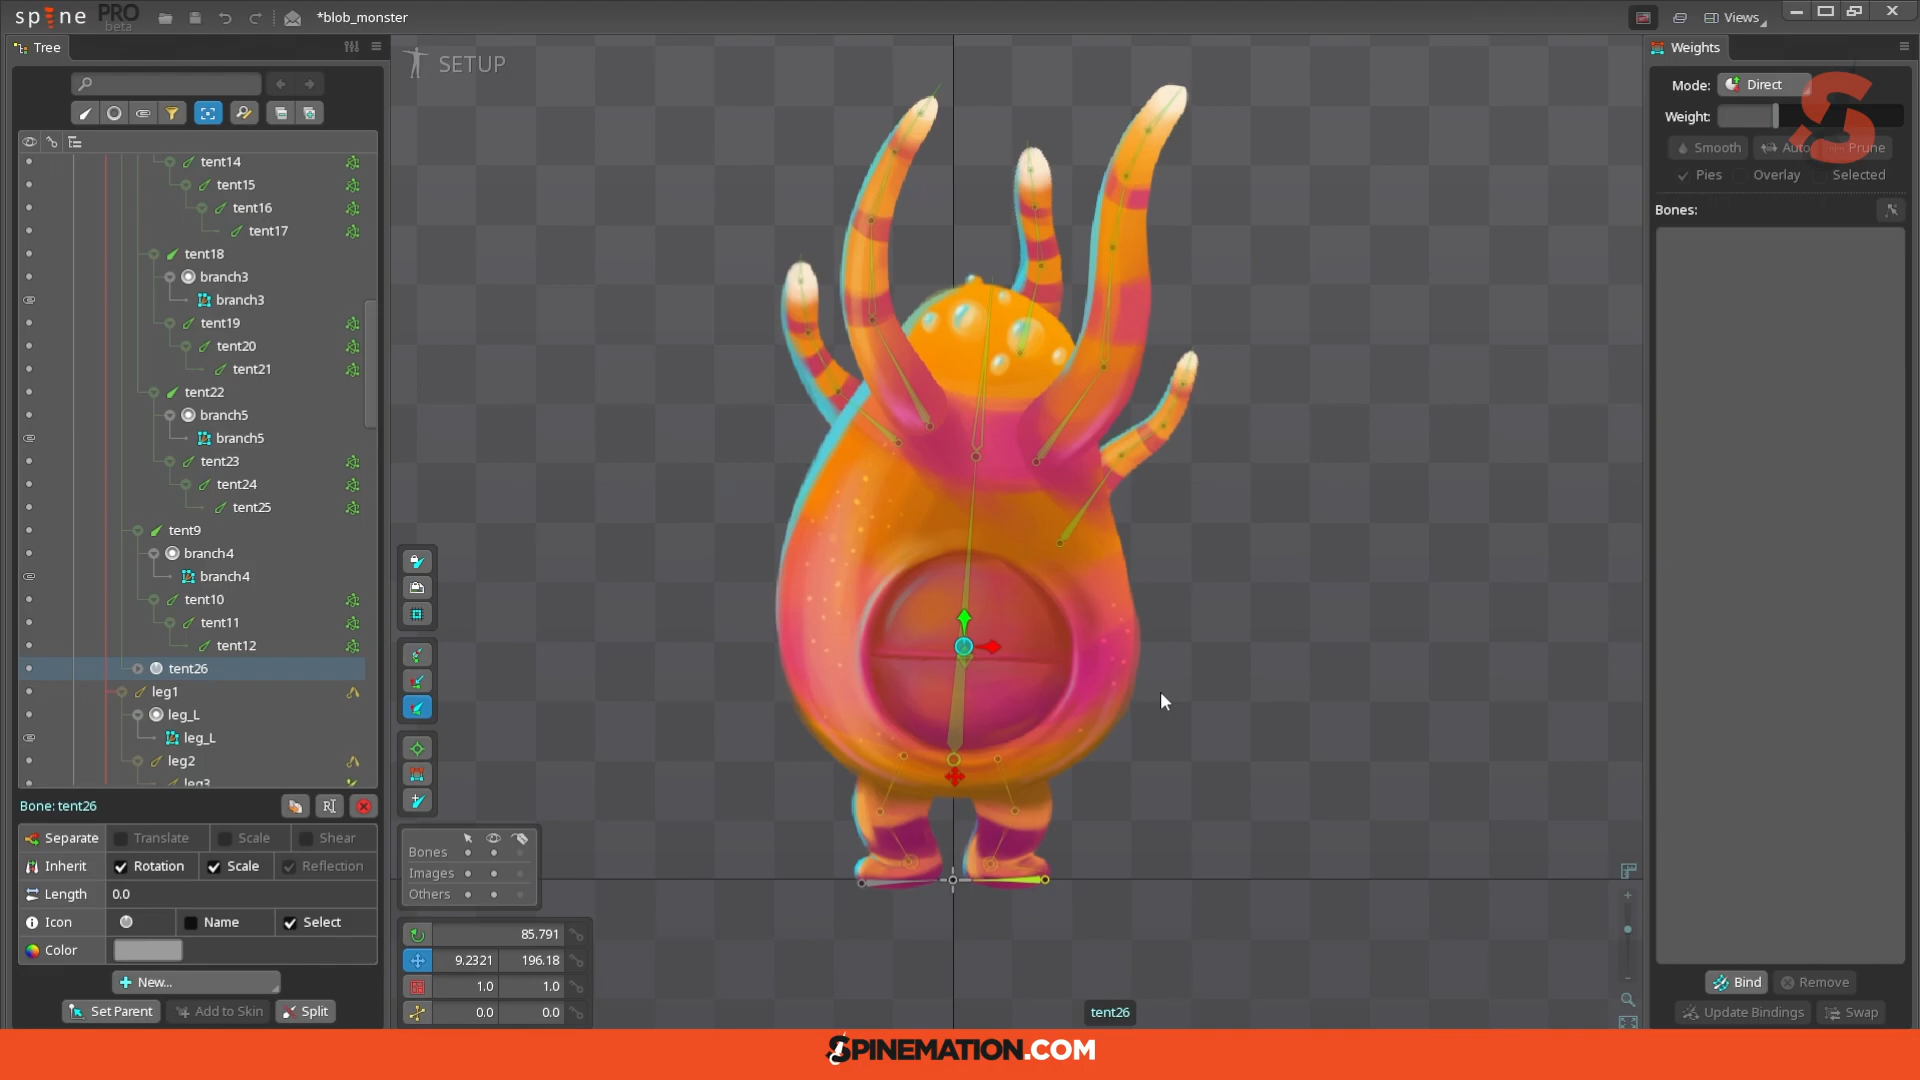 spine PRO beta
*blob_monster
Views
Tree
SETUP
Weights
Mode: Direct
Weight:
Smooth Auto Prune
Pies Overlay Selected
Bones:
tent14
tent15
tent16
tent17
tent18
branch3
branch3
tent19
tent20
tent21
tent22
branch5
branch5
tent23
tent24
tent25
tent9
branch4
branch4
tent10
tent11
tent12
tent26
leg1
leg_L
leg_L
leg2
leg3
Bone: tent26
Separate Translate Scale Shear
Inherit Rotation Scale Reflection
Length 0.0
Icon Name Select
Color
New...
Set Parent Add to Skin Split
Bones
Images
Others
85.791
9.2321 196.18
1.0 1.0
0.0 0.0
tent26
Bind Remove
Update Bindings Swap
SPINEMATION.COM